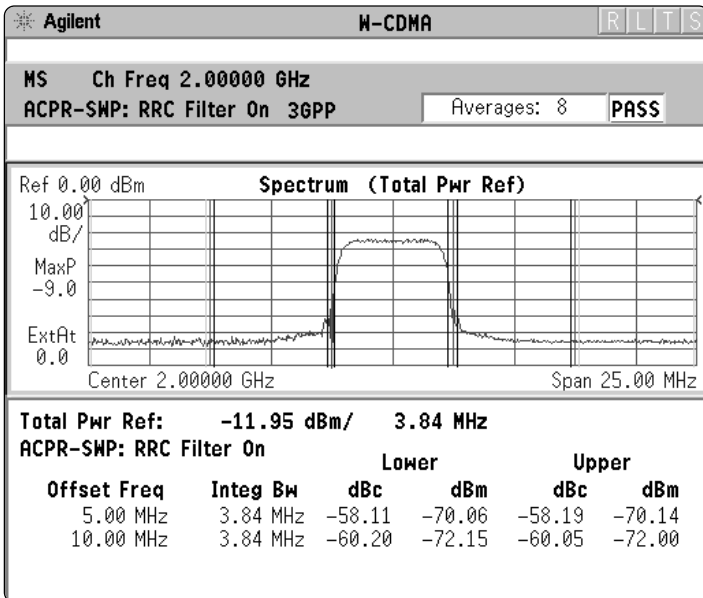 Agilent W-CDMA R L T S
MS Ch Freq 2.00000 GHz
ACPR-SWP: RRC Filter On 3GPP Averages: 8 PASS
Ref 0.00 dBm Spectrum (Total Pwr Ref)
10.00
dB/
MaxP
-9.0
ExtAt
0.0
Center 2.00000 GHz Span 25.00 MHz
Total Pwr Ref: -11.95 dBm/ 3.84 MHz
ACPR-SWP: RRC Filter On
Lower Upper
Offset Freq Integ Bw dBc dBm dBc dBm
5.00 MHz 3.84 MHz -58.11 -70.06 -58.19 -70.14
10.00 MHz 3.84 MHz -60.20 -72.15 -60.05 -72.00